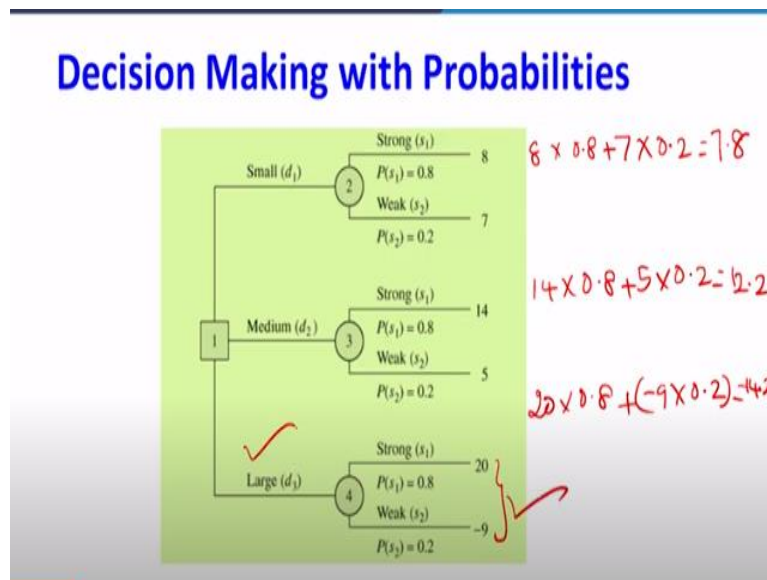 Decision Making with Probabilities
Strong (s₁)
8
8 × 0.8 + 7 × 0.2 = 7.8
Small (d₁)
P(s₁) = 0.8
2
Weak (s₂)
7
P(s₂) = 0.2
Strong (s₁)
14
14 × 0.8 + 5 × 0.2 = 12.2
Medium (d₂)
P(s₁) = 0.8
1
3
Weak (s₂)
5
P(s₂) = 0.2
20 × 0.8 + (-9 × 0.2) = 14.2
Strong (s₁)
20
Large (d₃)
P(s₁) = 0.8
4
Weak (s₂)
-9
P(s₂) = 0.2